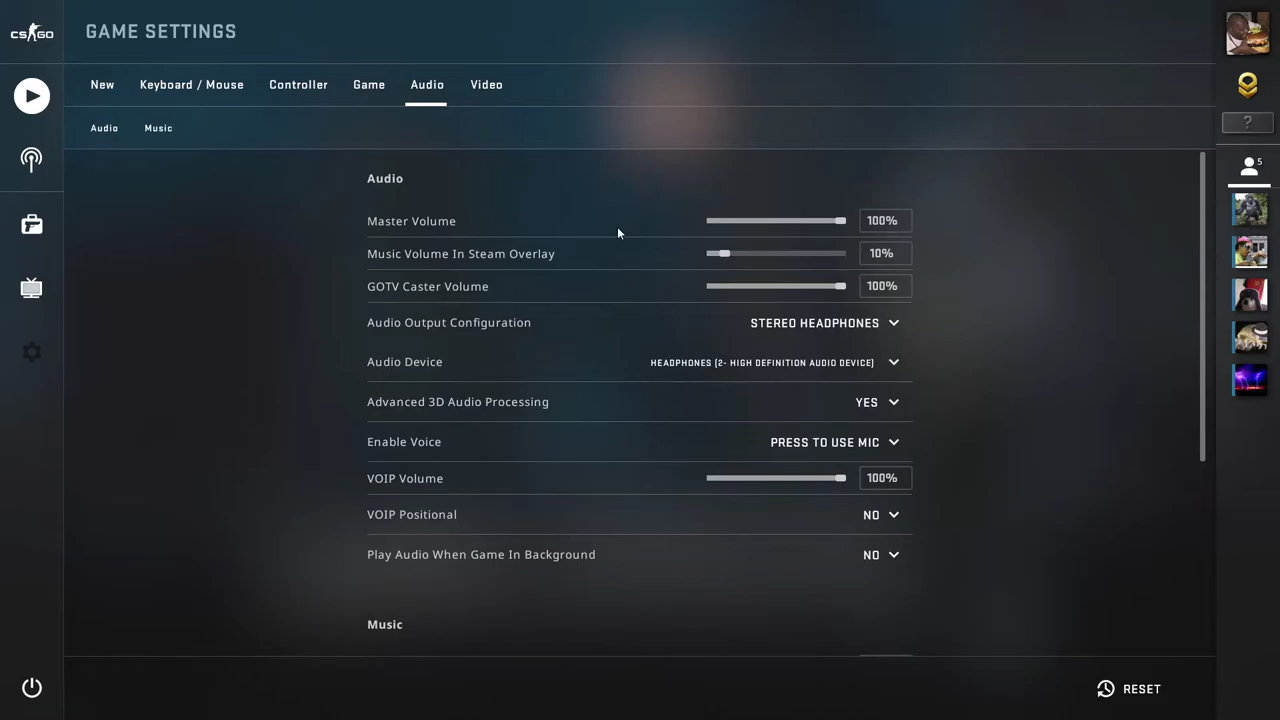 CS GO
GAME SETTINGS
New Keyboard / Mouse Controller Game Audio Video
Audio Music
?
5
Audio
Master Volume 100%
Music Volume In Steam Overlay 10%
GOTV Caster Volume 100%
Audio Output Configuration STEREO HEADPHONES
Audio Device HEADPHONES (2- HIGH DEFINITION AUDIO DEVICE)
Advanced 3D Audio Processing YES
Enable Voice PRESS TO USE MIC
VOIP Volume 100%
VOIP Positional NO
Play Audio When Game In Background NO
Music
RESET